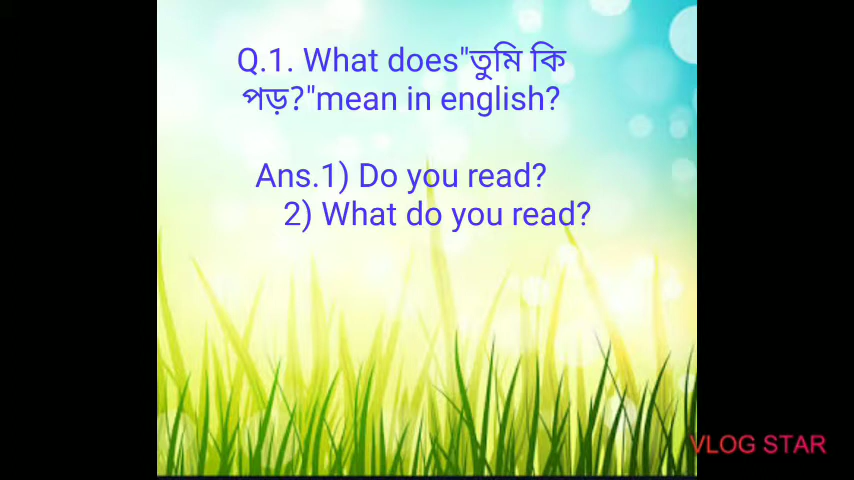 Q.1. What does"তুমি কি
পড়?"mean in english?
Ans.1) Do you read?
2) What do you read?
VLOG STAR